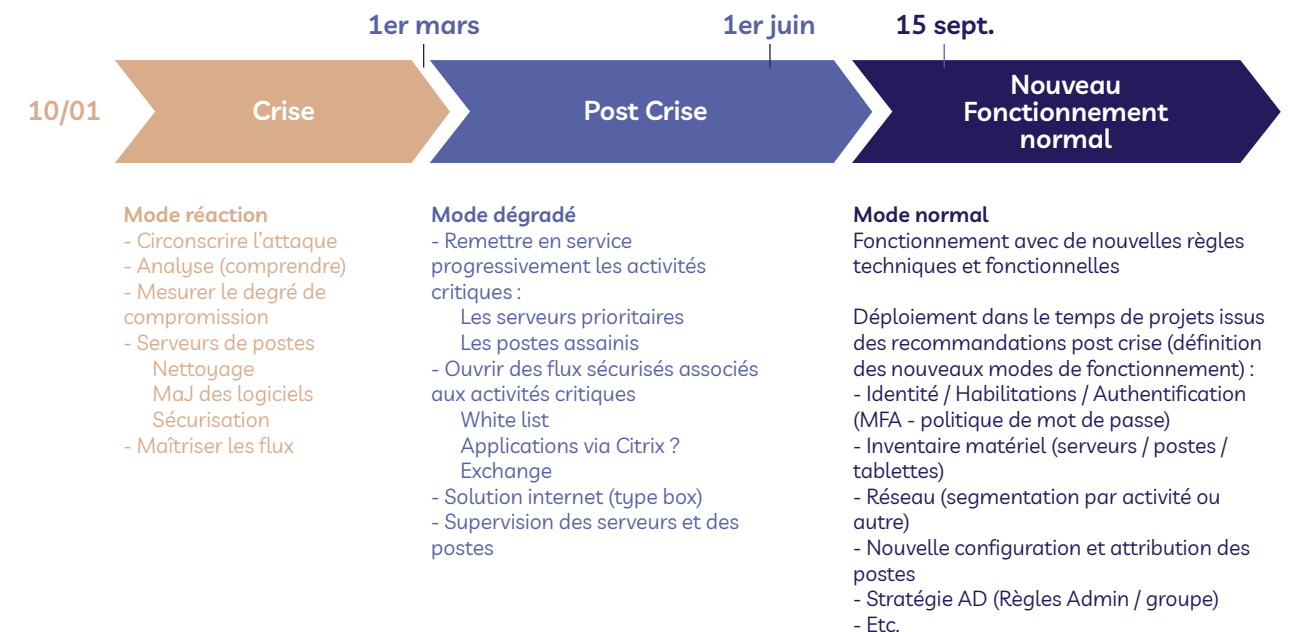 1er mars
1er juin
15 sept.
10/01
Crise
Post Crise
Nouveau
Fonctionnement
normal
Mode réaction
- Circonscrire l'attaque
- Analyse (comprendre)
- Mesurer le degré de
compromission
- Serveurs de postes
Nettoyage
MaJ des logiciels
Sécurisation
- Maîtriser les flux
Mode dégradé
- Remettre en service
progressivement les activités
critiques :
Les serveurs prioritaires
Les postes assainis
- Ouvrir des flux sécurisés associés
aux activités critiques
White list
Applications via Citrix ?
Exchange
- Solution internet (type box)
- Supervision des serveurs et des
postes
Mode normal
Fonctionnement avec de nouvelles règles
techniques et fonctionnelles
Déploiement dans le temps de projets issus
des recommandations post crise (définition
des nouveaux modes de fonctionnement) :
- Identité / Habilitations / Authentification
(MFA - politique de mot de passe)
- Inventaire matériel (serveurs / postes /
tablettes)
- Réseau (segmentation par activité ou
autre)
- Nouvelle configuration et attribution des
postes
- Stratégie AD (Règles Admin / groupe)
- Etc.